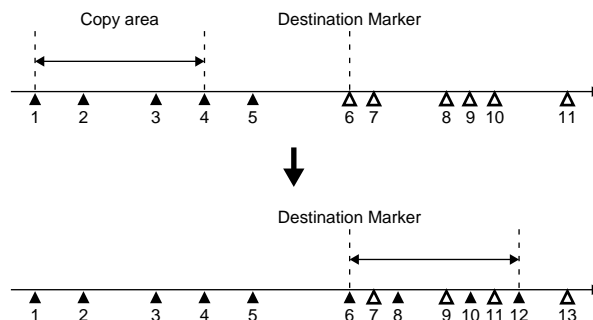 Copy area Destination Marker
1 2 3 4 5 6 7 8 9 10 11
Destination Marker
1 2 3 4 5 6 7 8 9 10 11 12 13